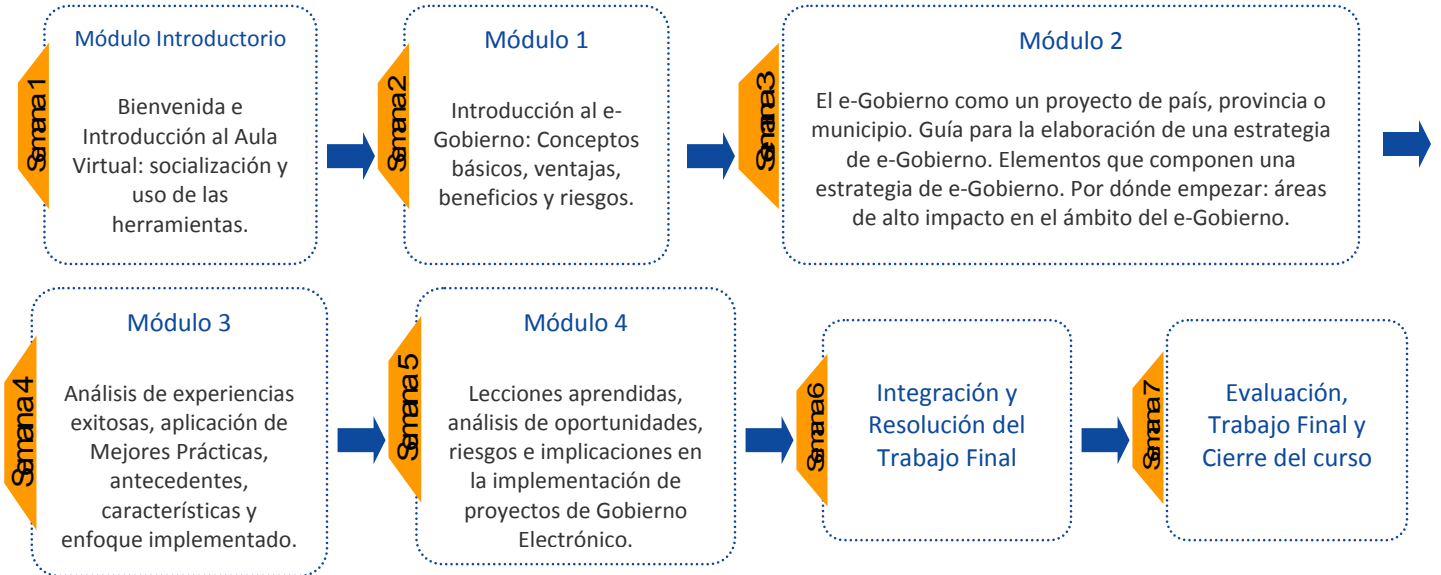 Semana 1
Módulo Introductorio
Bienvenida e
Introducción al Aula
Virtual: socialización y
uso de las
herramientas.
Semana 2
Módulo 1
Introducción al e-
Gobierno: Conceptos
básicos, ventajas,
beneficios y riesgos.
Semana 3
Módulo 2
El e-Gobierno como un proyecto de país, provincia o
municipio. Guía para la elaboración de una estrategia
de e-Gobierno. Elementos que componen una
estrategia de e-Gobierno. Por dónde empezar: áreas
de alto impacto en el ámbito del e-Gobierno.
Semana 4
Módulo 3
Análisis de experiencias
exitosas, aplicación de
Mejores Prácticas,
antecedentes,
características y
enfoque implementado.
Semana 5
Módulo 4
Lecciones aprendidas,
análisis de oportunidades,
riesgos e implicaciones en
la implementación de
proyectos de Gobierno
Electrónico.
Semana 6
Integración y
Resolución del
Trabajo Final
Semana 7
Evaluación,
Trabajo Final y
Cierre del curso